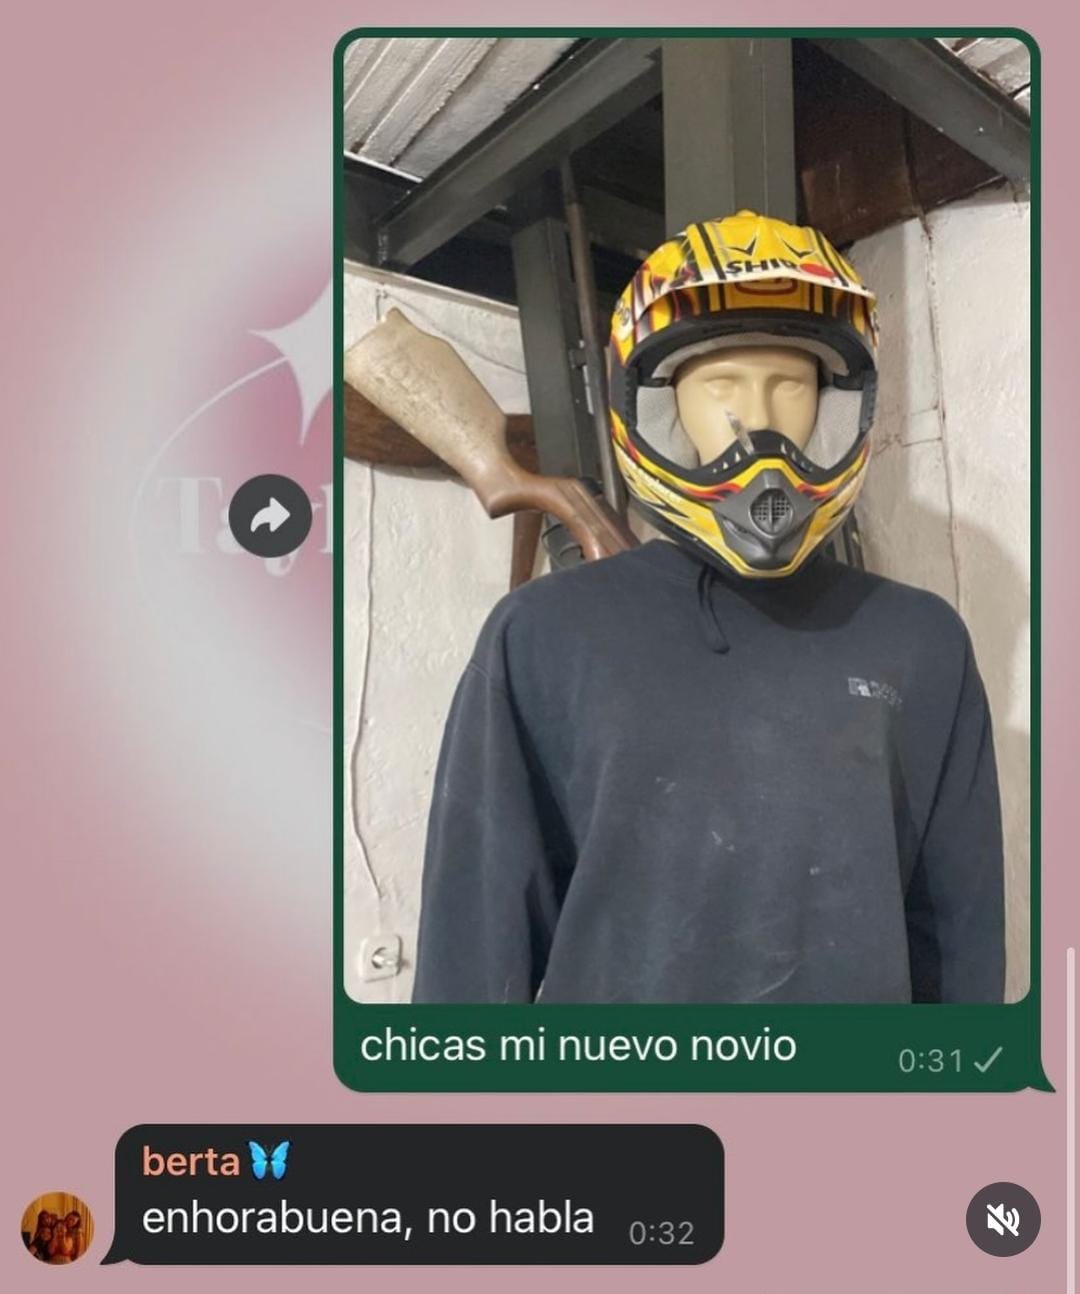 SHIRO
chicas mi nuevo novio
0:31
berta🦋
enhorabuena, no habla
0:32